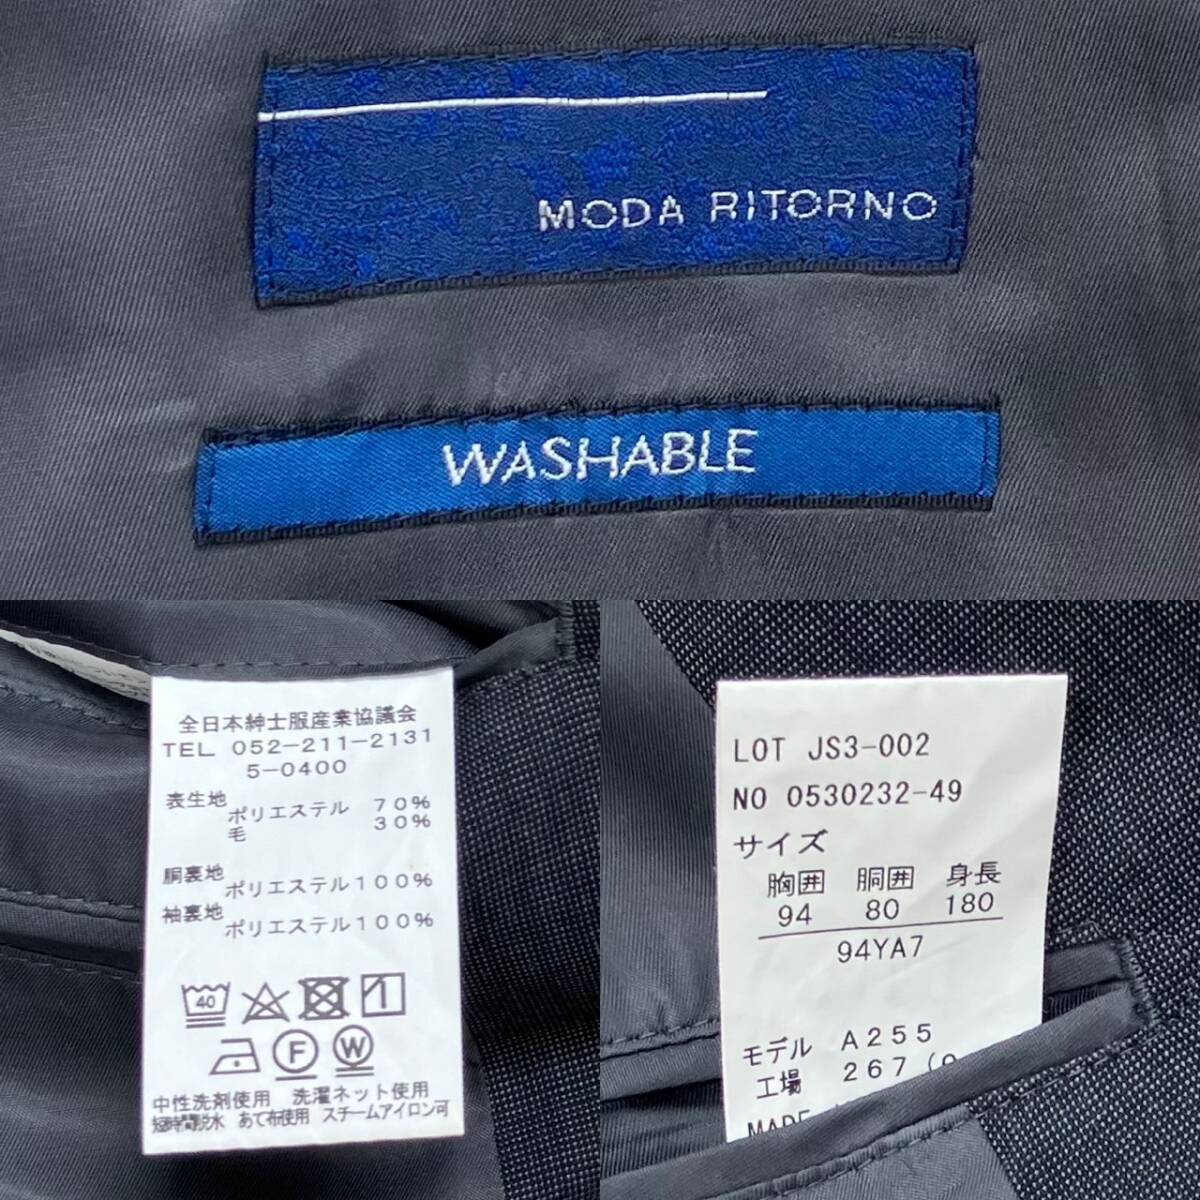 MODA RITORNO
WASHABLE
全日本紳士服産業協議会
TEL 052-211-2131
5-0400
表生地
ポリエステル 70%
毛 30%
胴裏地
ポリエステル100%
袖裏地
ポリエステル100%
40
F
W
中性洗剤使用 洗濯ネット使用
短時間脱水 あて布使用 スチームアイロン可
LOT JS3-002
NO 0530232-49
サイズ
胸囲 胴囲 身長
94 80 180
94YA7
モデル A255
工場 267
MADE